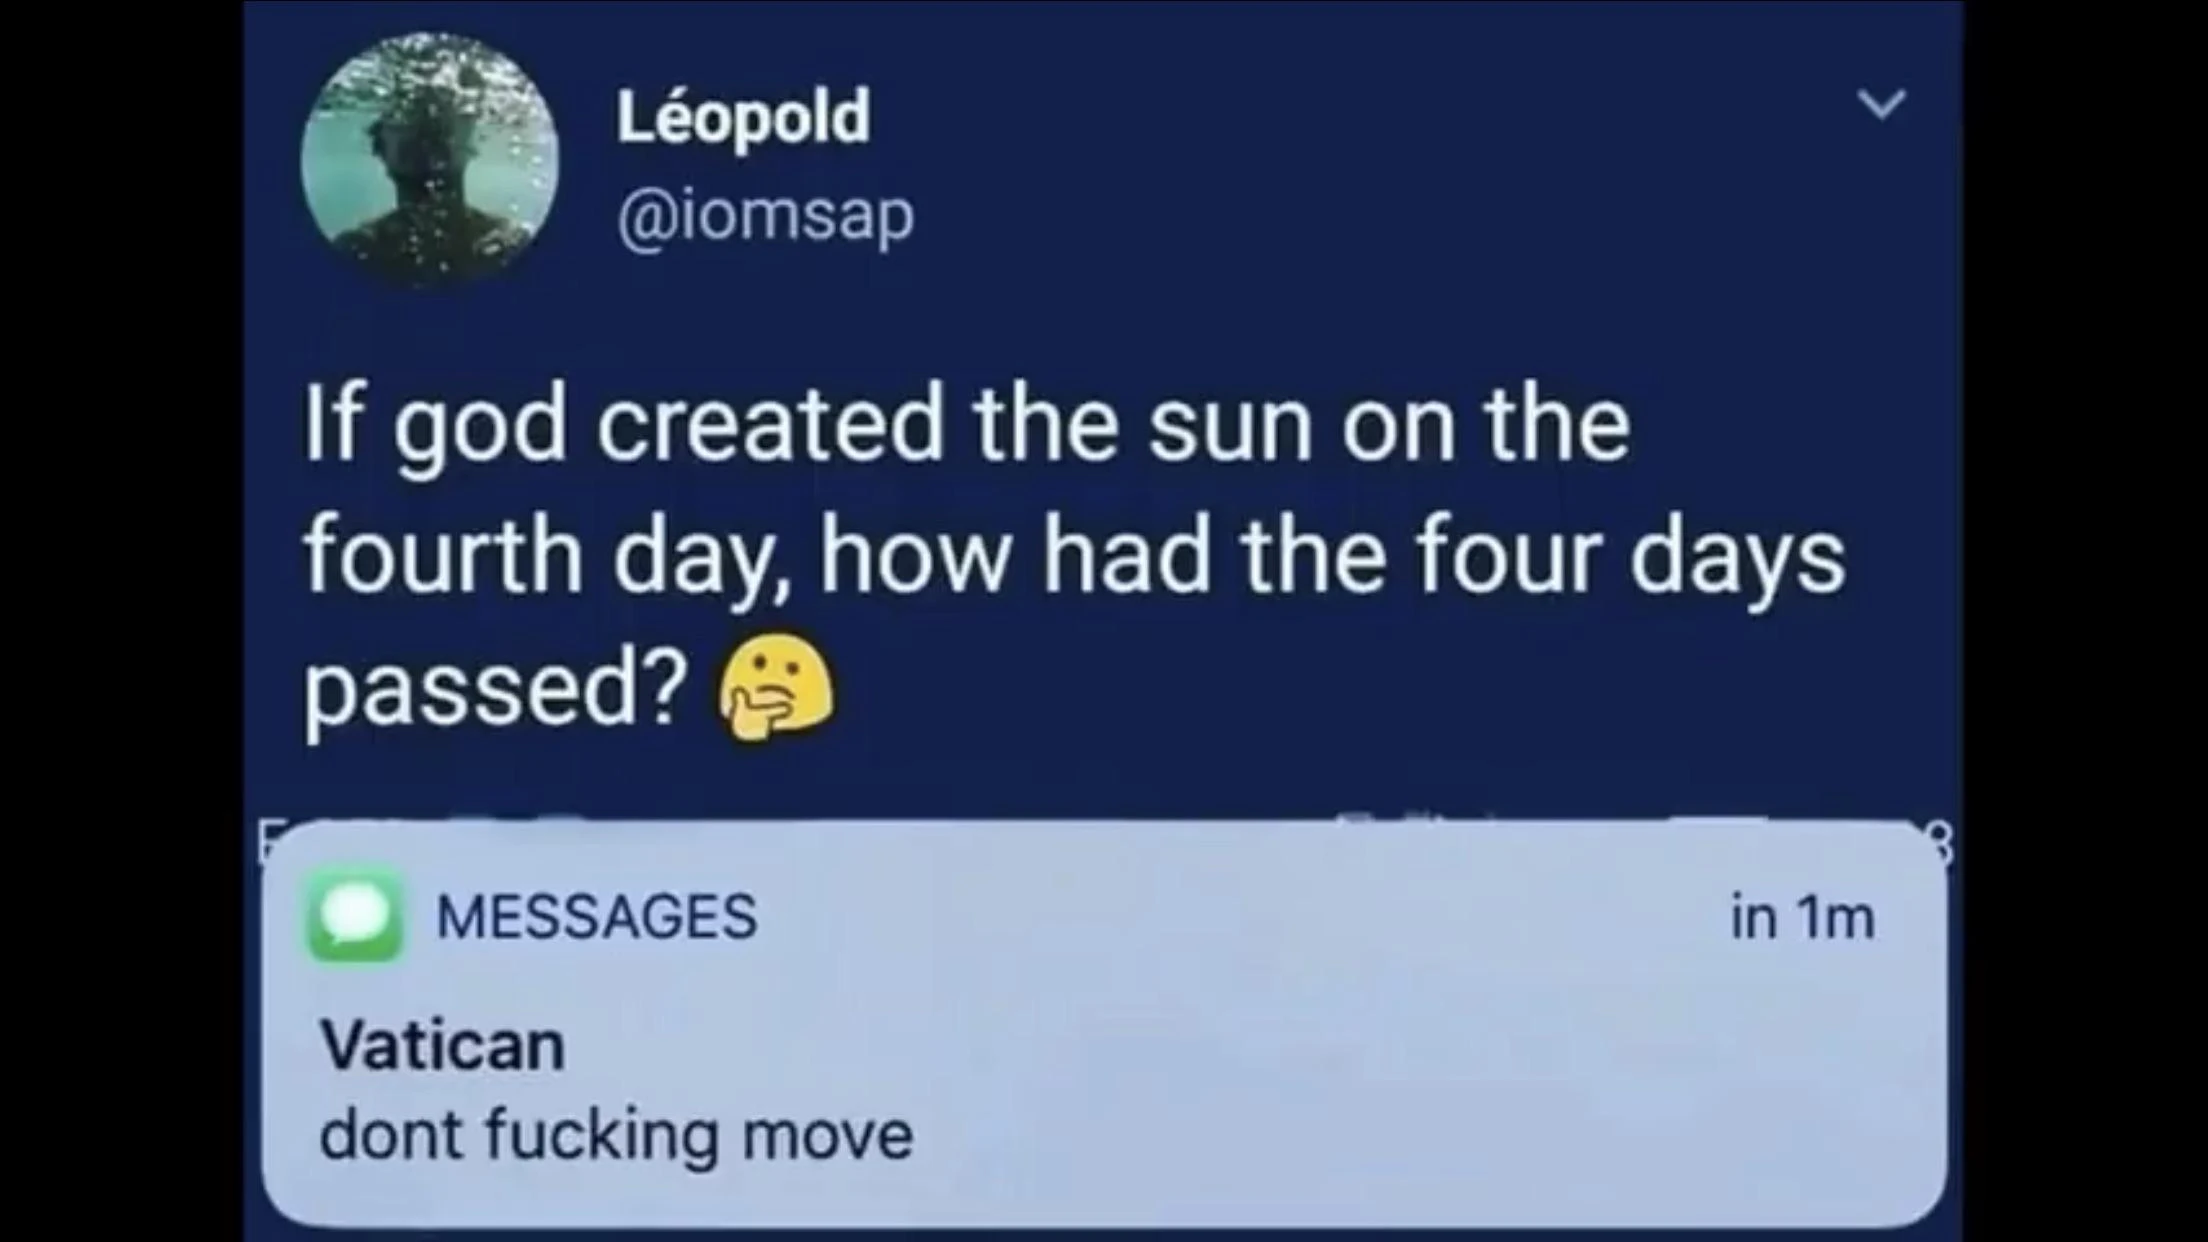 Léopold
@iomsap
If god created the sun on the
fourth day, how had the four days
passed? 🤔
MESSAGES
in 1m
Vatican
dont fucking move